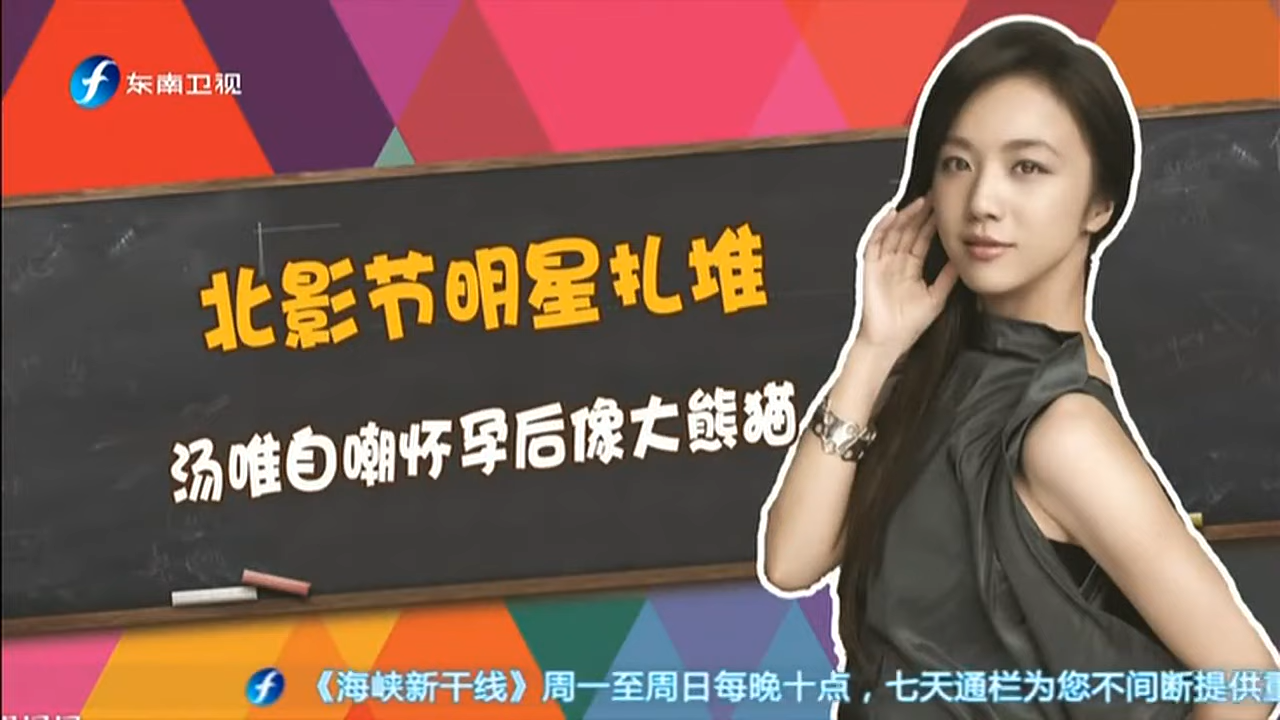 东南卫视
北影节明星扎堆
汤唯自嘲怀孕后像大熊猫
《海峡新干线》周一至周日每晚十点，七天通栏为您不间断提供